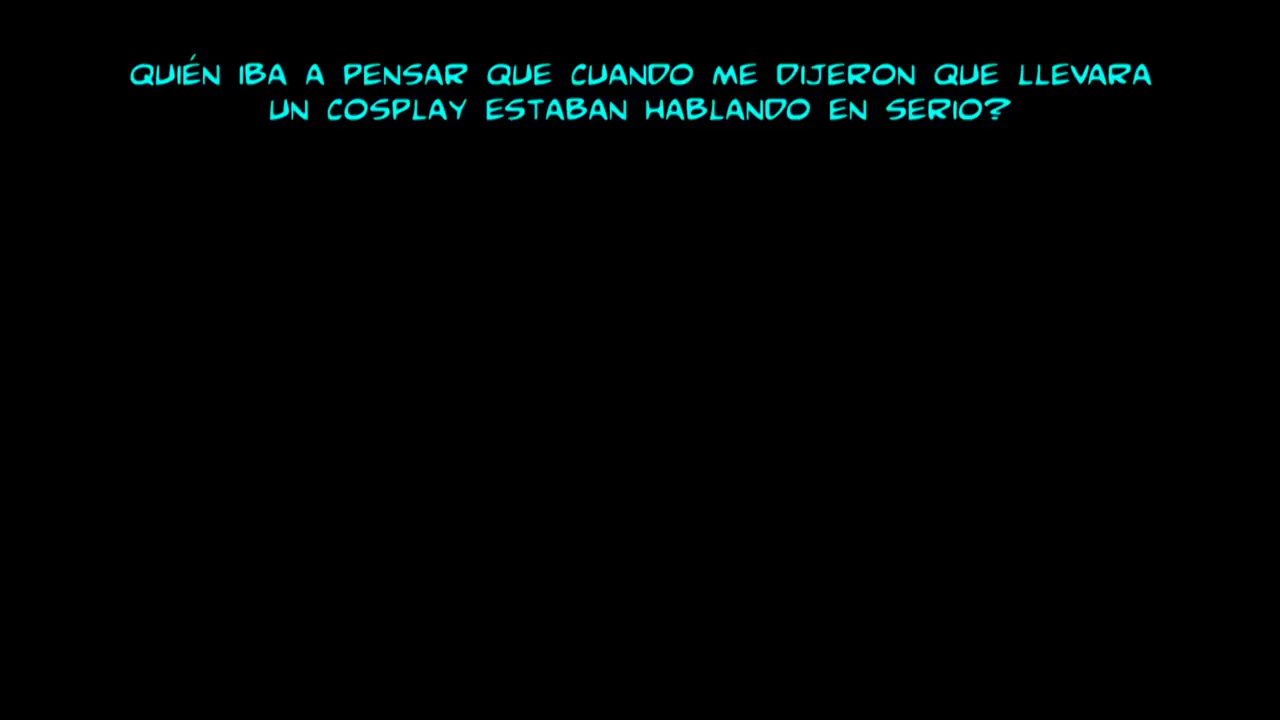 QUIÉN IBA A PENSAR QUE CUANDO ME DIJERON QUE LLEVARA
UN COSPLAY ESTABAN HABLANDO EN SERIO?